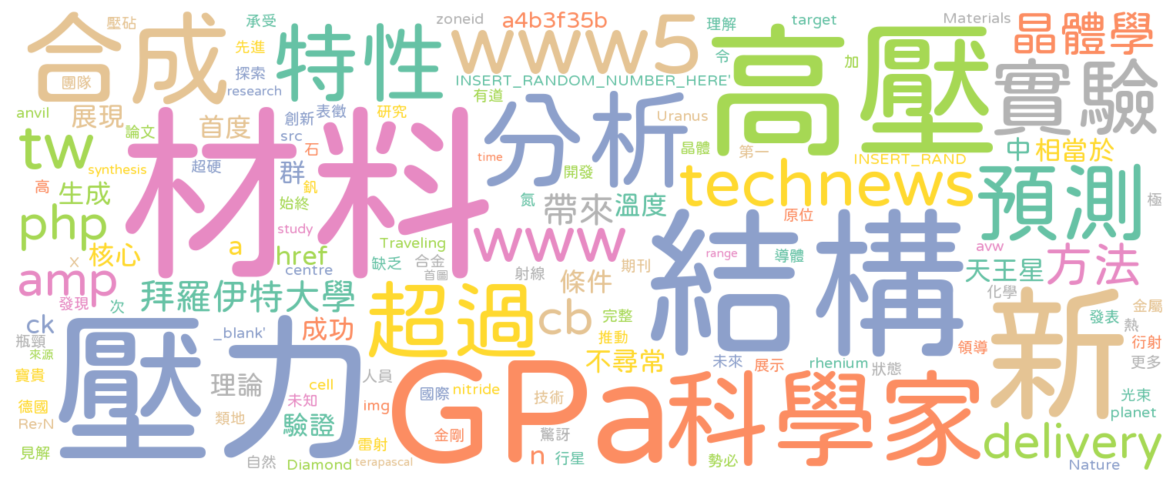 壓砧
承受
zoneid
a4b3f35b
理解
target
Materials
合成
特性
www5
高壓
晶體學
先進
令
加
團隊
探索
INSERT_RANDOM_NUMBER_HERE'
實驗
research
有道
anvil
展現
首度
創新
表徵
研究
分析
Uranus
tw
論文
src
晶體
第一
INSERT_RAND
中
相當於
材料
石
time
synthesis
超硬
群
釩
開發
technews
預測
高
生成
始終
氮
帶來
溫度
極
php
study
www
原位
結構
核心
a
href
Traveling
range
導體
avw
方法
x
缺乏
合金
射線
期刊
天王星
amp
centre
首圖
條件
化學
拜羅伊特大學
發現
次
超過
cb
完整
新
金屬
ck
_blank'
成功
推動
發表
熱
瓶頸
壓力
不尋常
領導
衍射
來源
GPa
科學家
未來
展示
rhenium
狀態
更多
寶貴
理論
cell
人員
國際
nitride
技術
光束
德國
未知
img
planet
Re₇N
類地
驗證
金剛
驚訝
delivery
見解
雷射
n
行星
自然
Diamond
terapascal
勢必
Nature